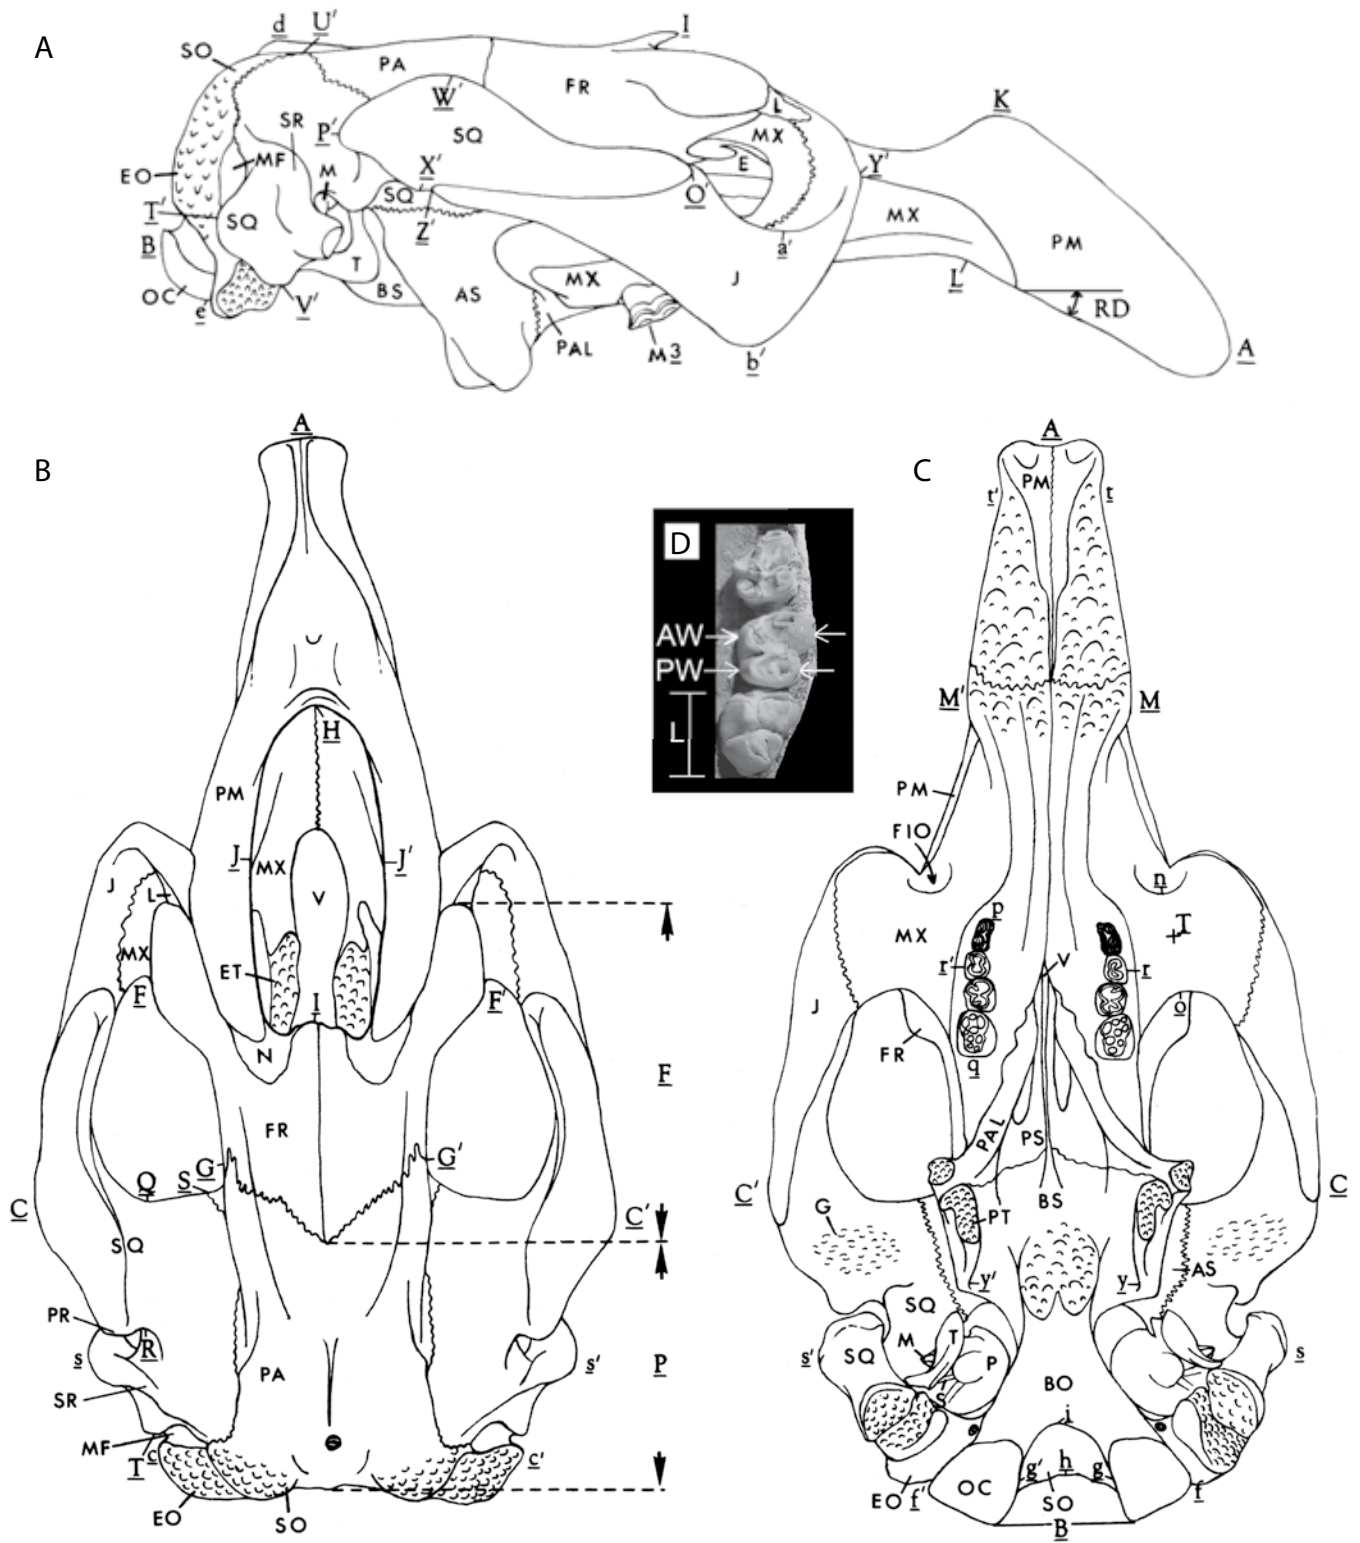 A
d U′ I
SO PA FR K
W′ L
SR P′ SQ MX
MF X′ E Y′
EO M
T′ SQ SQ Z′ O′ MX PM
B a′
T MX J L′
OC BS AS RD
e V′ PAL M3 b′ A
B
A
H
PM
J MX J′
J L V
MX ET
F I F′ F
N
FR
G G′
Q S
C C′
SQ
PR
s R s′ P
PA
SR
MF
T c c′
EO SO
D
AW
PW
L
C
A
PM
t′ t
M′ M
PM
FIO n
p T
MX
r′ V r
J o
FR
q
PAL PS
C′ BS C
G PT
y′ y AS
SQ
M T
s′ SQ P s
S BO
i
g′ h g
EO f′ OC SO f
B